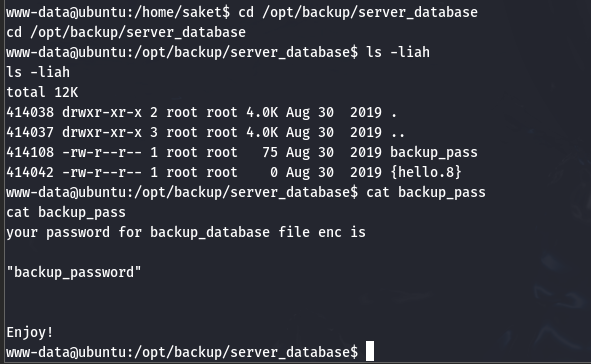 www-data@ubuntu:/home/saket$ cd /opt/backup/server_database
cd /opt/backup/server_database
www-data@ubuntu:/opt/backup/server_database$ ls -liah
ls -liah
total 12K
414038 drwxr-xr-x 2 root root 4.0K Aug 30  2019 .
414037 drwxr-xr-x 3 root root 4.0K Aug 30  2019 ..
414108 -rw-r--r-- 1 root root   75 Aug 30  2019 backup_pass
414042 -rw-r--r-- 1 root root    0 Aug 30  2019 {hello.8}
www-data@ubuntu:/opt/backup/server_database$ cat backup_pass
cat backup_pass
your password for backup_database file enc is
"backup_password"
Enjoy!
www-data@ubuntu:/opt/backup/server_database$